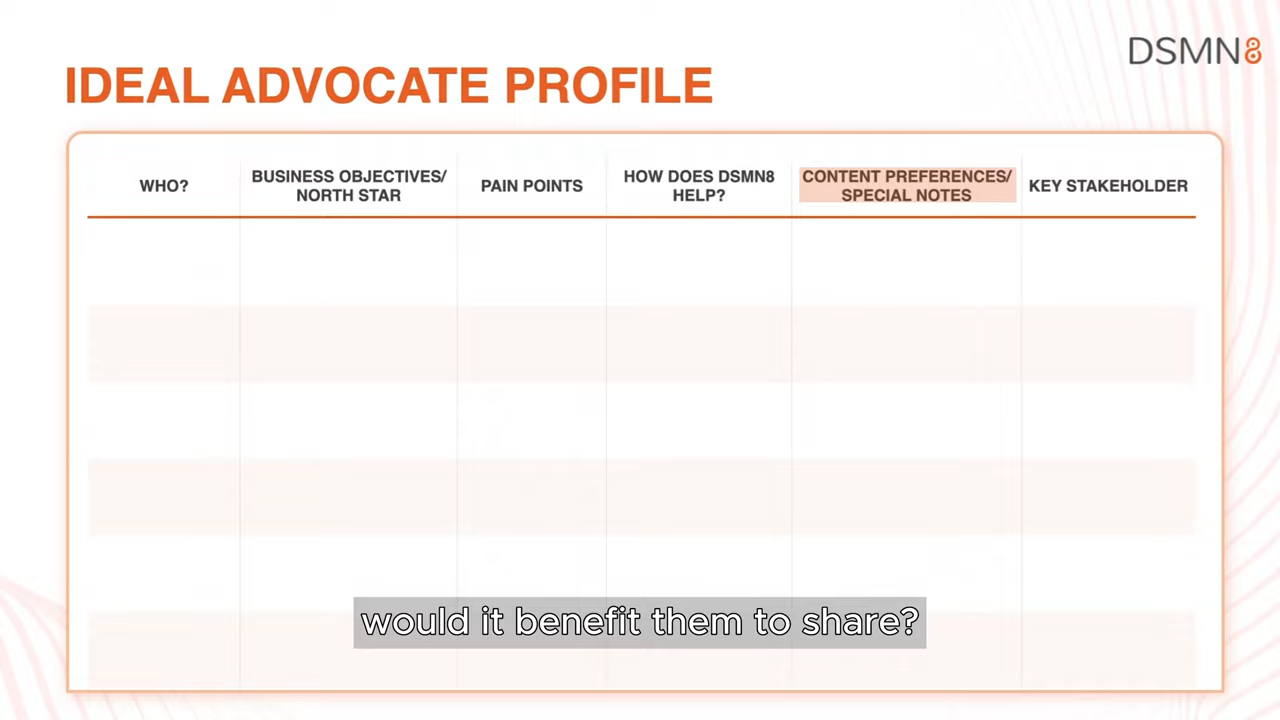 DSMN8
IDEAL ADVOCATE PROFILE
WHO?
BUSINESS OBJECTIVES/
NORTH STAR
PAIN POINTS
HOW DOES DSMN8
HELP?
CONTENT PREFERENCES/
SPECIAL NOTES
KEY STAKEHOLDER
would it benefit them to share?